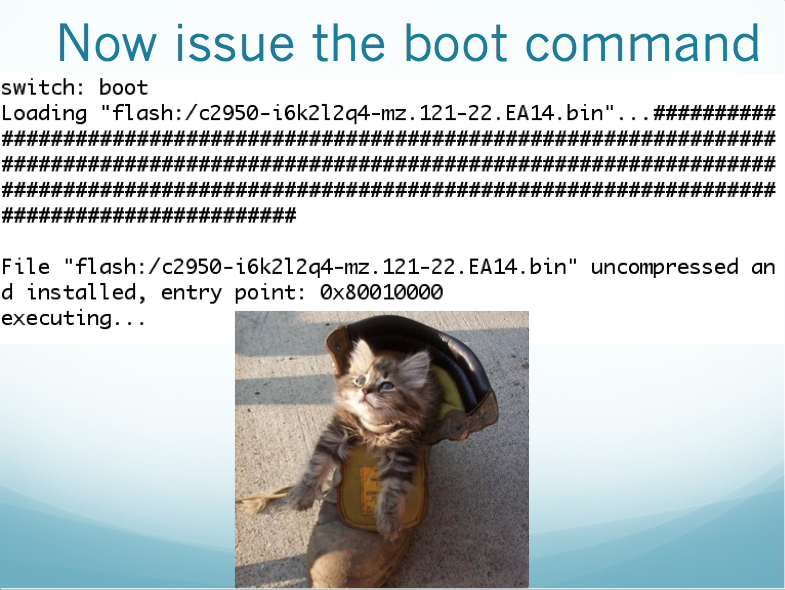 Now issue the boot command
switch: boot
Loading "flash:/c2950-i6k2l2q4-mz.121-22.EA14.bin"...##########
###############################################################
###############################################################
###############################################################
########################
File "flash:/c2950-i6k2l2q4-mz.121-22.EA14.bin" uncompressed an
d installed, entry point: 0x80010000
executing...